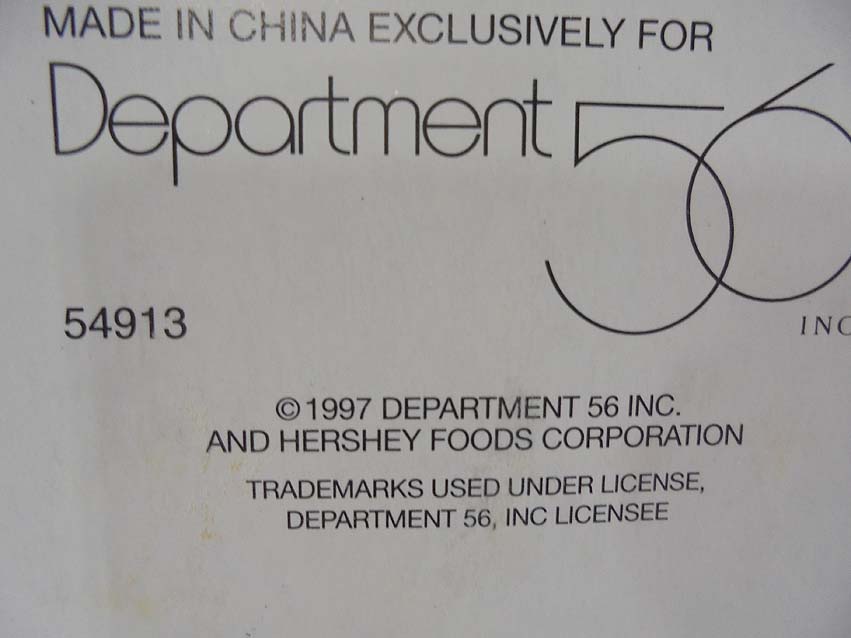 MADE IN CHINA EXCLUSIVELY FOR
Department 56
INC
54913
©1997 DEPARTMENT 56 INC.
AND HERSHEY FOODS CORPORATION
TRADEMARKS USED UNDER LICENSE,
DEPARTMENT 56, INC LICENSEE